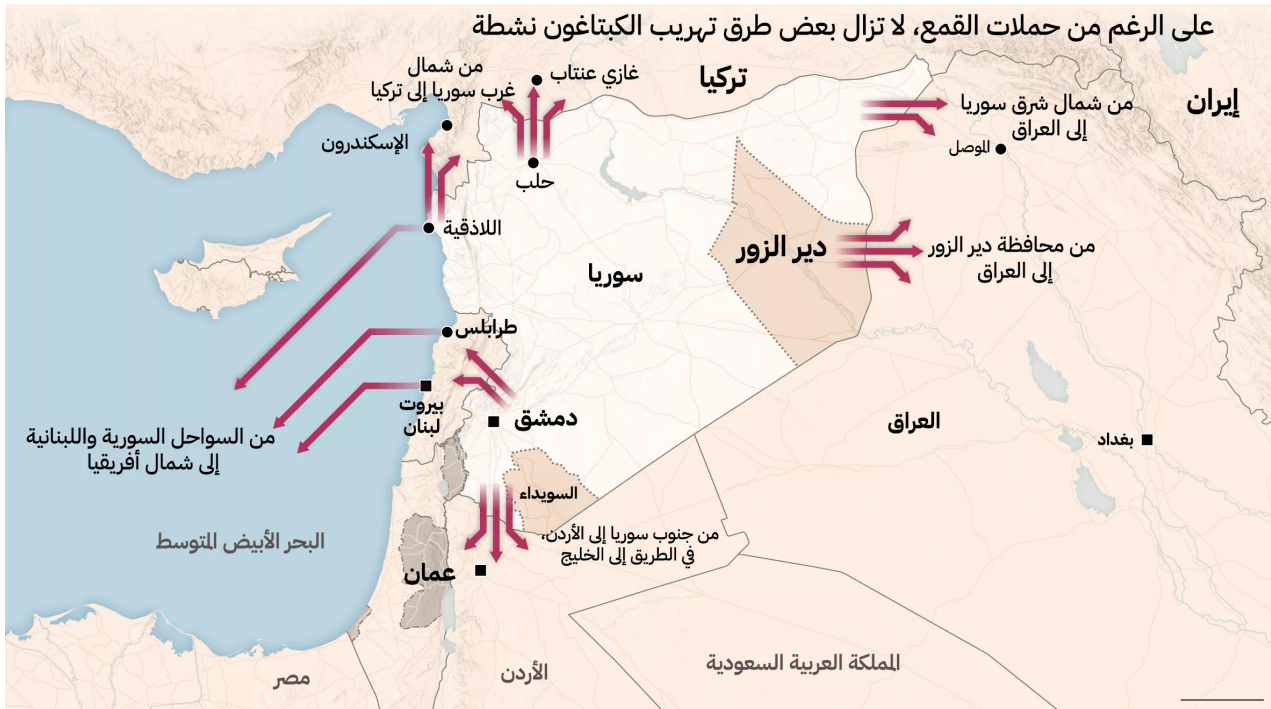 على الرغم من حملات القمع، لا تزال بعض طرق تهريب الكبتاغون نشطة
تركيا
إيران
غازي عنتاب
من شمال
غرب سوريا إلى تركيا
الإسكندرون
حلب
من شمال شرق سوريا
إلى العراق
الموصل
اللاذقية
سوريا
دير الزور
من محافظة دير الزور
إلى العراق
طرابلس
بيروت
لبنان
دمشق
العراق
بغداد
من السواحل السورية واللبنانية
إلى شمال أفريقيا
السويداء
من جنوب سوريا إلى الأردن،
في الطريق إلى الخليج
البحر الأبيض المتوسط
عمان
المملكة العربية السعودية
الأردن
مصر